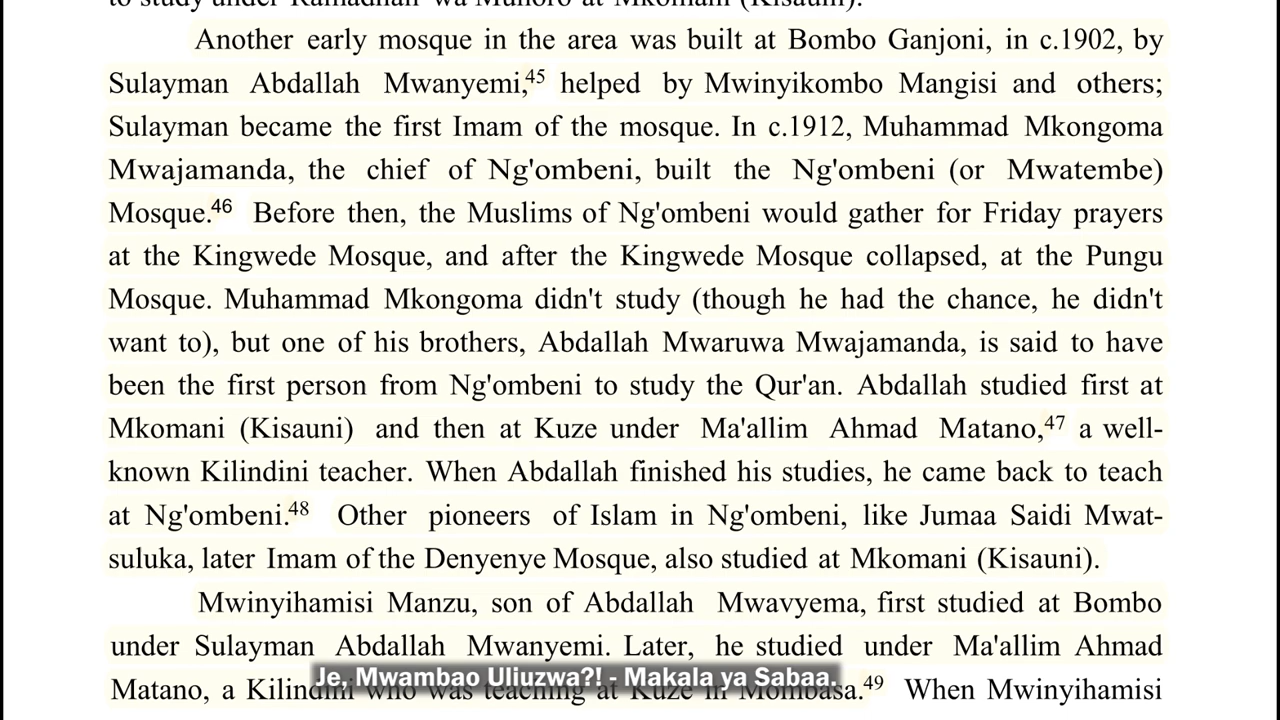 to study under Ramadhan wa Muhoro at Mkomani (Kisauni).
Another early mosque in the area was built at Bombo Ganjoni, in c.1902, by
Sulayman Abdallah Mwanyemi,45 helped by Mwinyikombo Mangisi and others;
Sulayman became the first Imam of the mosque. In c.1912, Muhammad Mkongoma
Mwajamanda, the chief of Ng'ombeni, built the Ng'ombeni (or Mwatembe)
Mosque.46 Before then, the Muslims of Ng'ombeni would gather for Friday prayers
at the Kingwede Mosque, and after the Kingwede Mosque collapsed, at the Pungu
Mosque. Muhammad Mkongoma didn't study (though he had the chance, he didn't
want to), but one of his brothers, Abdallah Mwaruwa Mwajamanda, is said to have
been the first person from Ng'ombeni to study the Qur'an. Abdallah studied first at
Mkomani (Kisauni) and then at Kuze under Ma'allim Ahmad Matano,47 a well-
known Kilindini teacher. When Abdallah finished his studies, he came back to teach
at Ng'ombeni.48 Other pioneers of Islam in Ng'ombeni, like Jumaa Saidi Mwat-
suluka, later Imam of the Denyenye Mosque, also studied at Mkomani (Kisauni).
Mwinyihamisi Manzu, son of Abdallah Mwavyema, first studied at Bombo
under Sulayman Abdallah Mwanyemi. Later, he studied under Ma'allim Ahmad
Matano, a Kilindini who was teaching at Kuze in Mombasa.49 When Mwinyihamisi
Je, Mwambao Uliuzwa?! - Makala ya Sabaa.